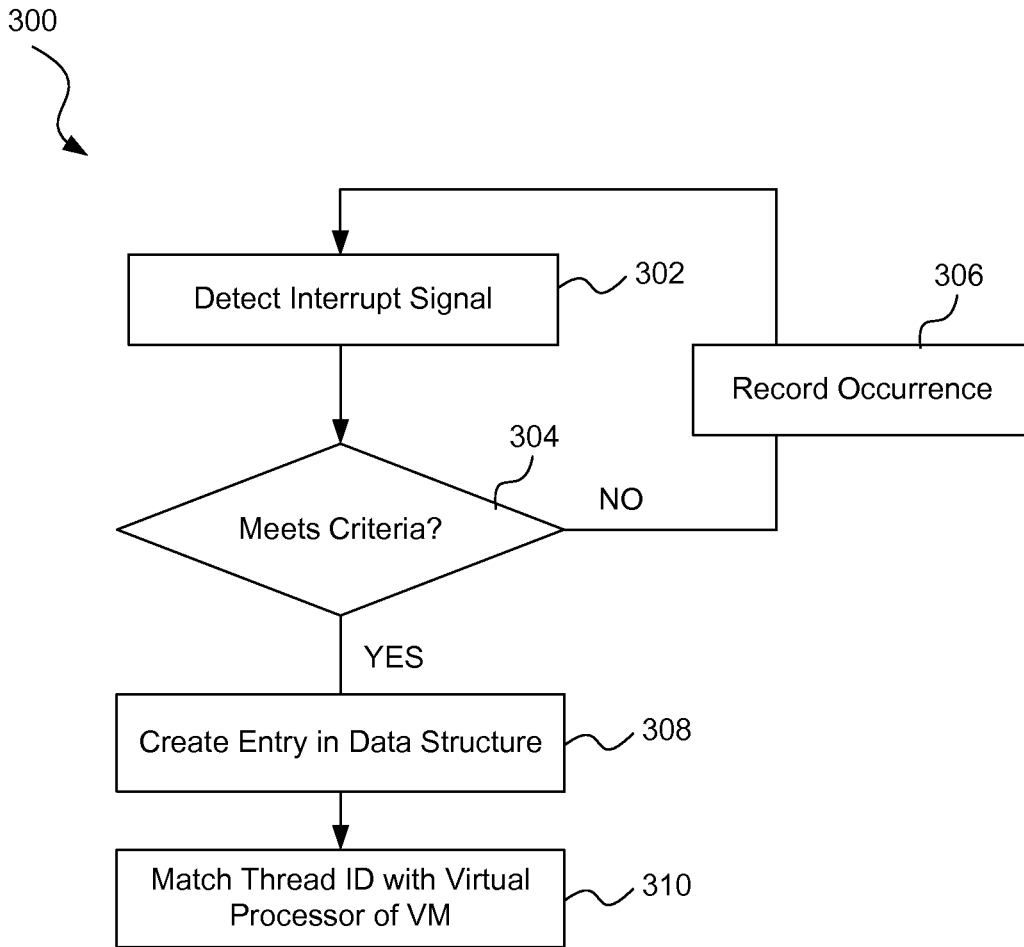 300
Detect Interrupt Signal
302
306
Record Occurrence
304
Meets Criteria?
NO
YES
Create Entry in Data Structure
308
Match Thread ID with Virtual
Processor of VM
310